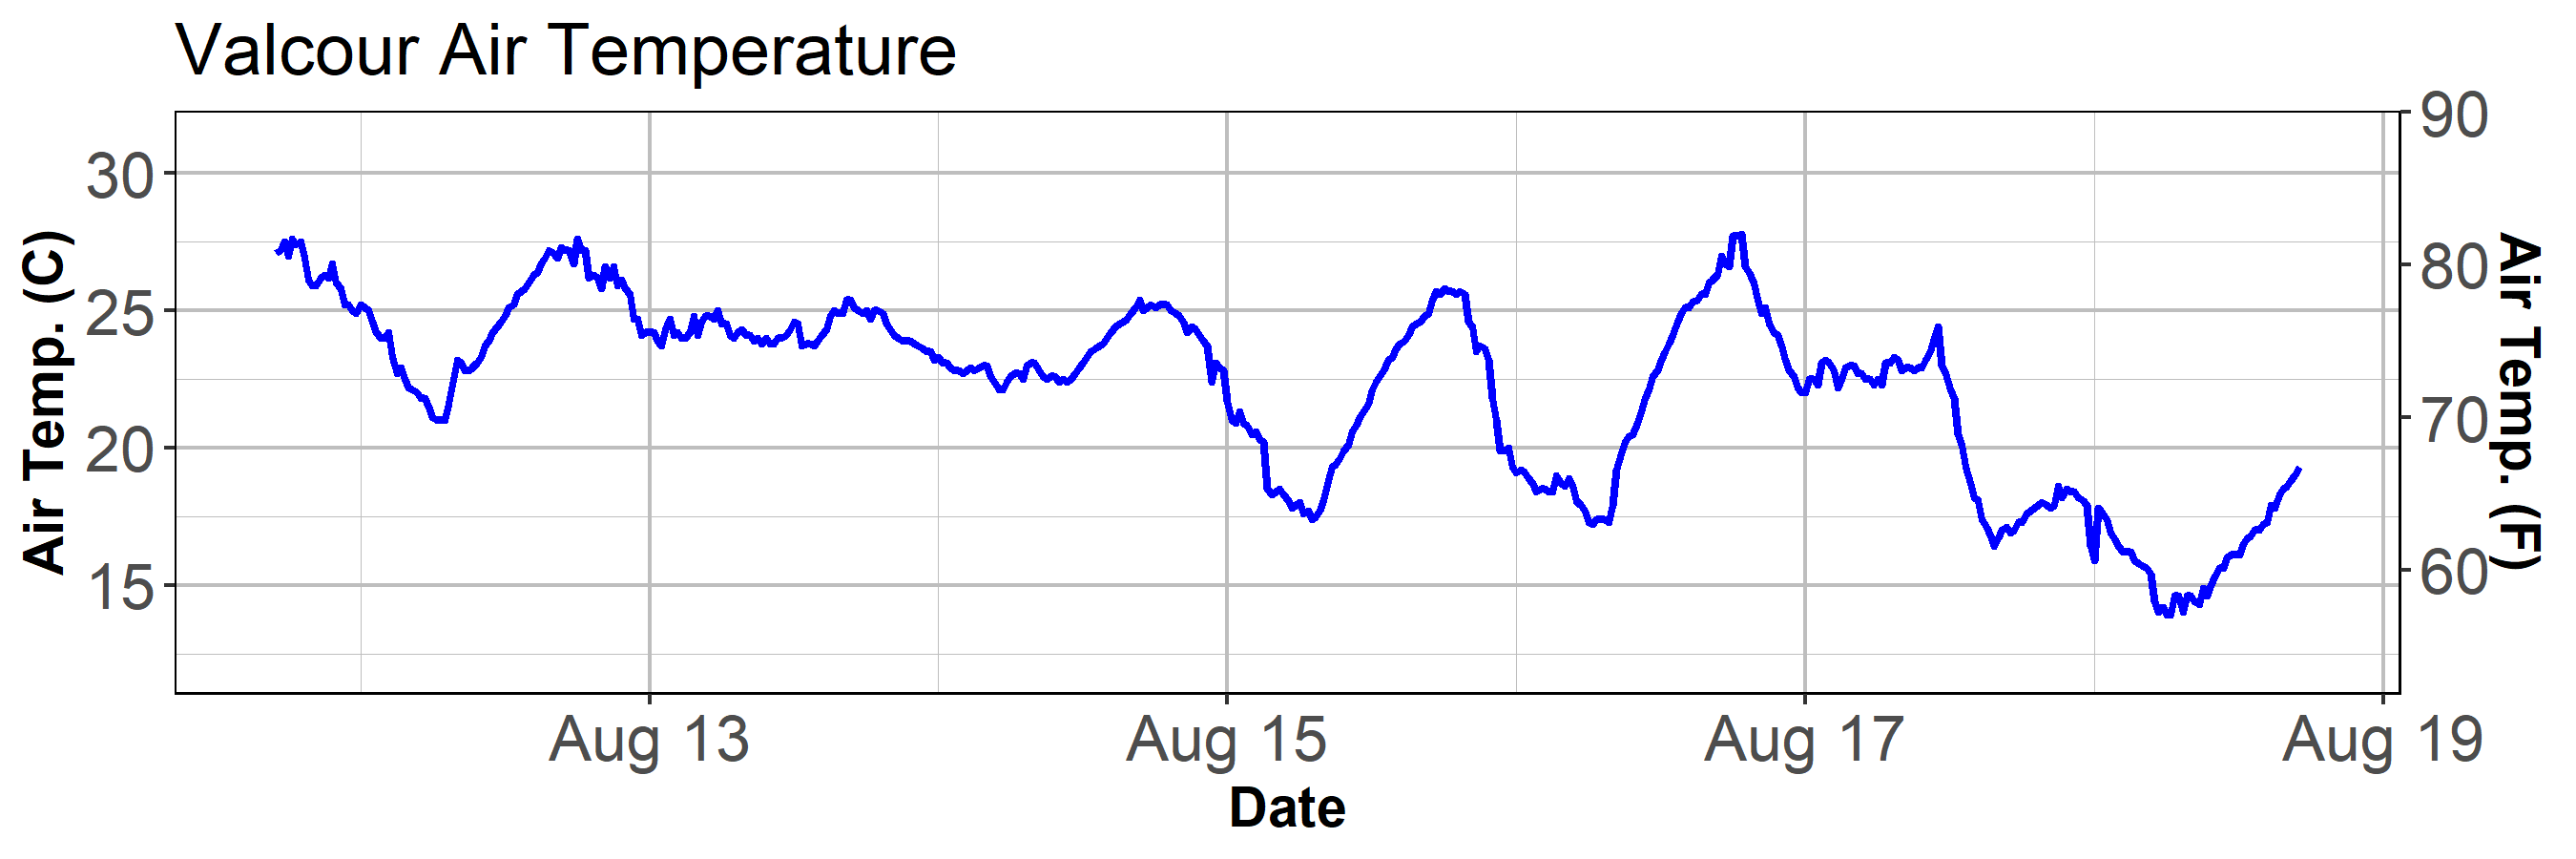 Valcour Air Temperature
Air Temp. (C)
30
25
20
15
90
80
70
60
Air Temp. (F)
Aug 13
Aug 15
Aug 17
Aug 19
Date